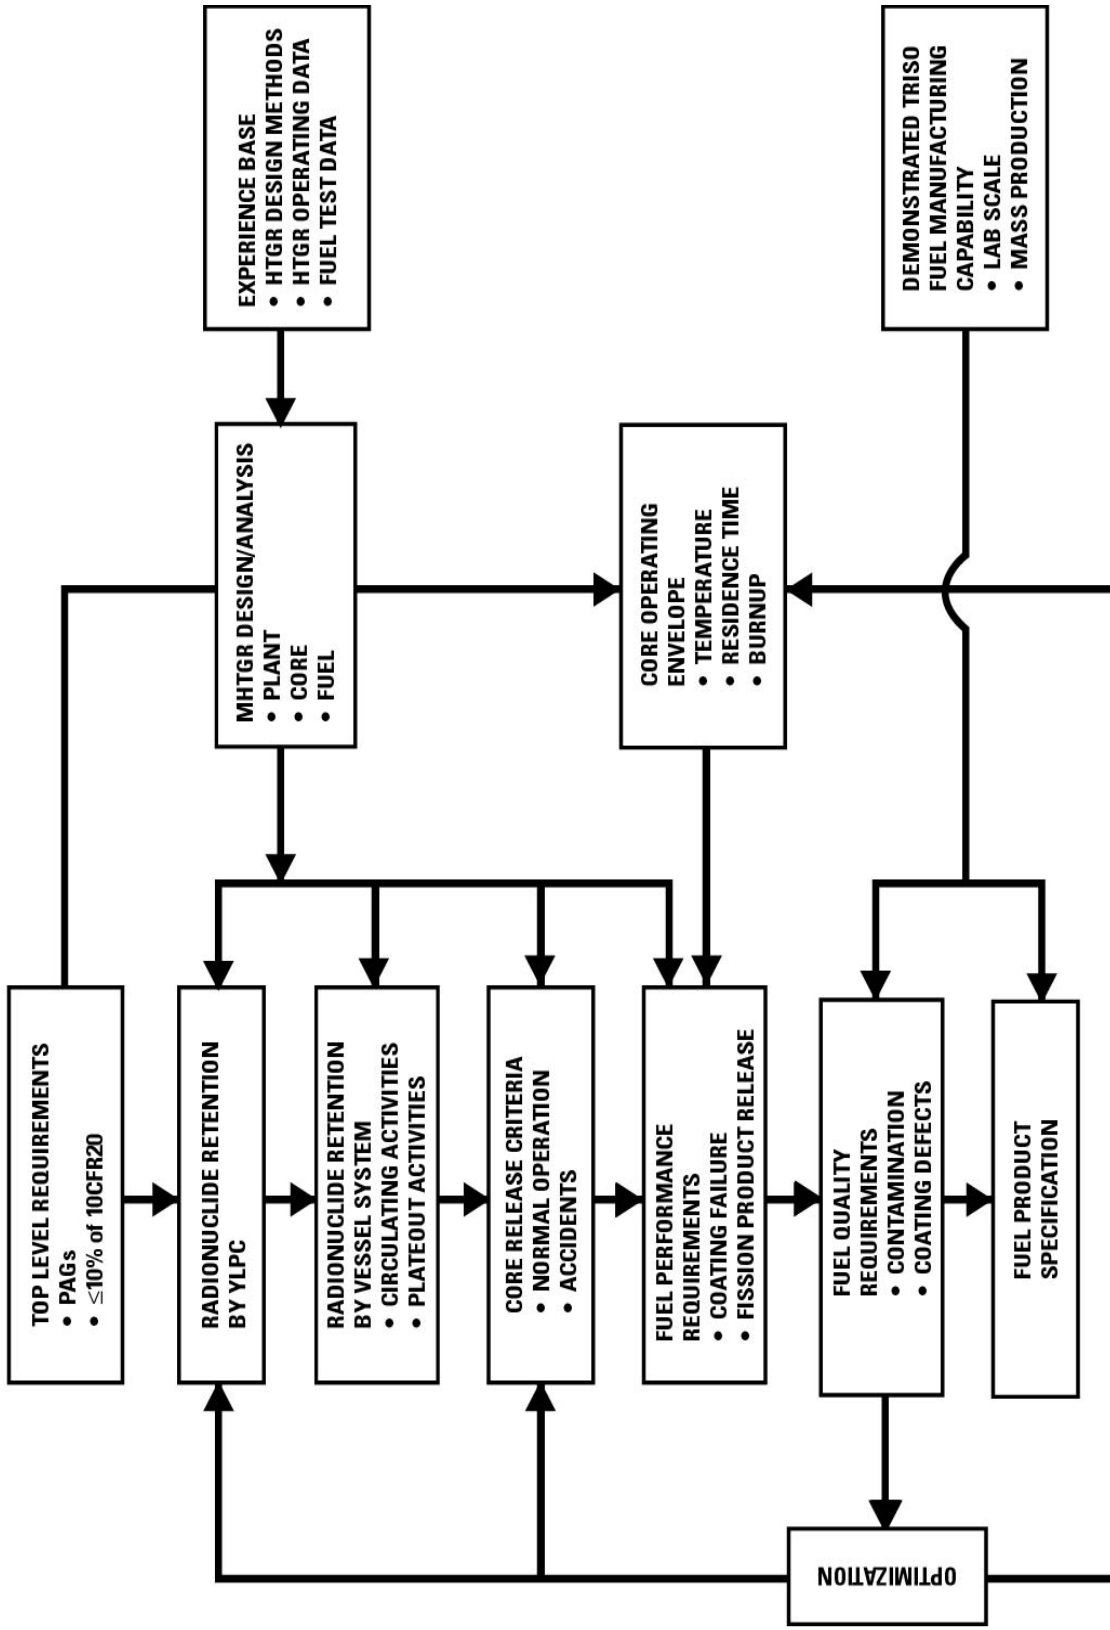 TOP LEVEL REQUIREMENTS
• PAGs
• ≤10% of 10CFR20
RADIONUCLIDE RETENTION
BY YLPC
RADIONUCLIDE RETENTION
BY VESSEL SYSTEM
• CIRCULATING ACTIVITIES
• PLATEOUT ACTIVITIES
CORE RELEASE CRITERIA
• NORMAL OPERATION
• ACCIDENTS
FUEL PERFORMANCE
REQUIREMENTS
• COATING FAILURE
• FISSION PRODUCT RELEASE
FUEL QUALITY
REQUIREMENTS
• CONTAMINATION
• COATING DEFECTS
FUEL PRODUCT
SPECIFICATION
OPTIMIZATION
MHTGR DESIGN/ANALYSIS
• PLANT
• CORE
• FUEL
CORE OPERATING
ENVELOPE
• TEMPERATURE
• RESIDENCE TIME
• BURNUP
EXPERIENCE BASE
• HTGR DESIGN METHODS
• HTGR OPERATING DATA
• FUEL TEST DATA
DEMONSTRATED TRISO
FUEL MANUFACTURING
CAPABILITY
• LAB SCALE
• MASS PRODUCTION